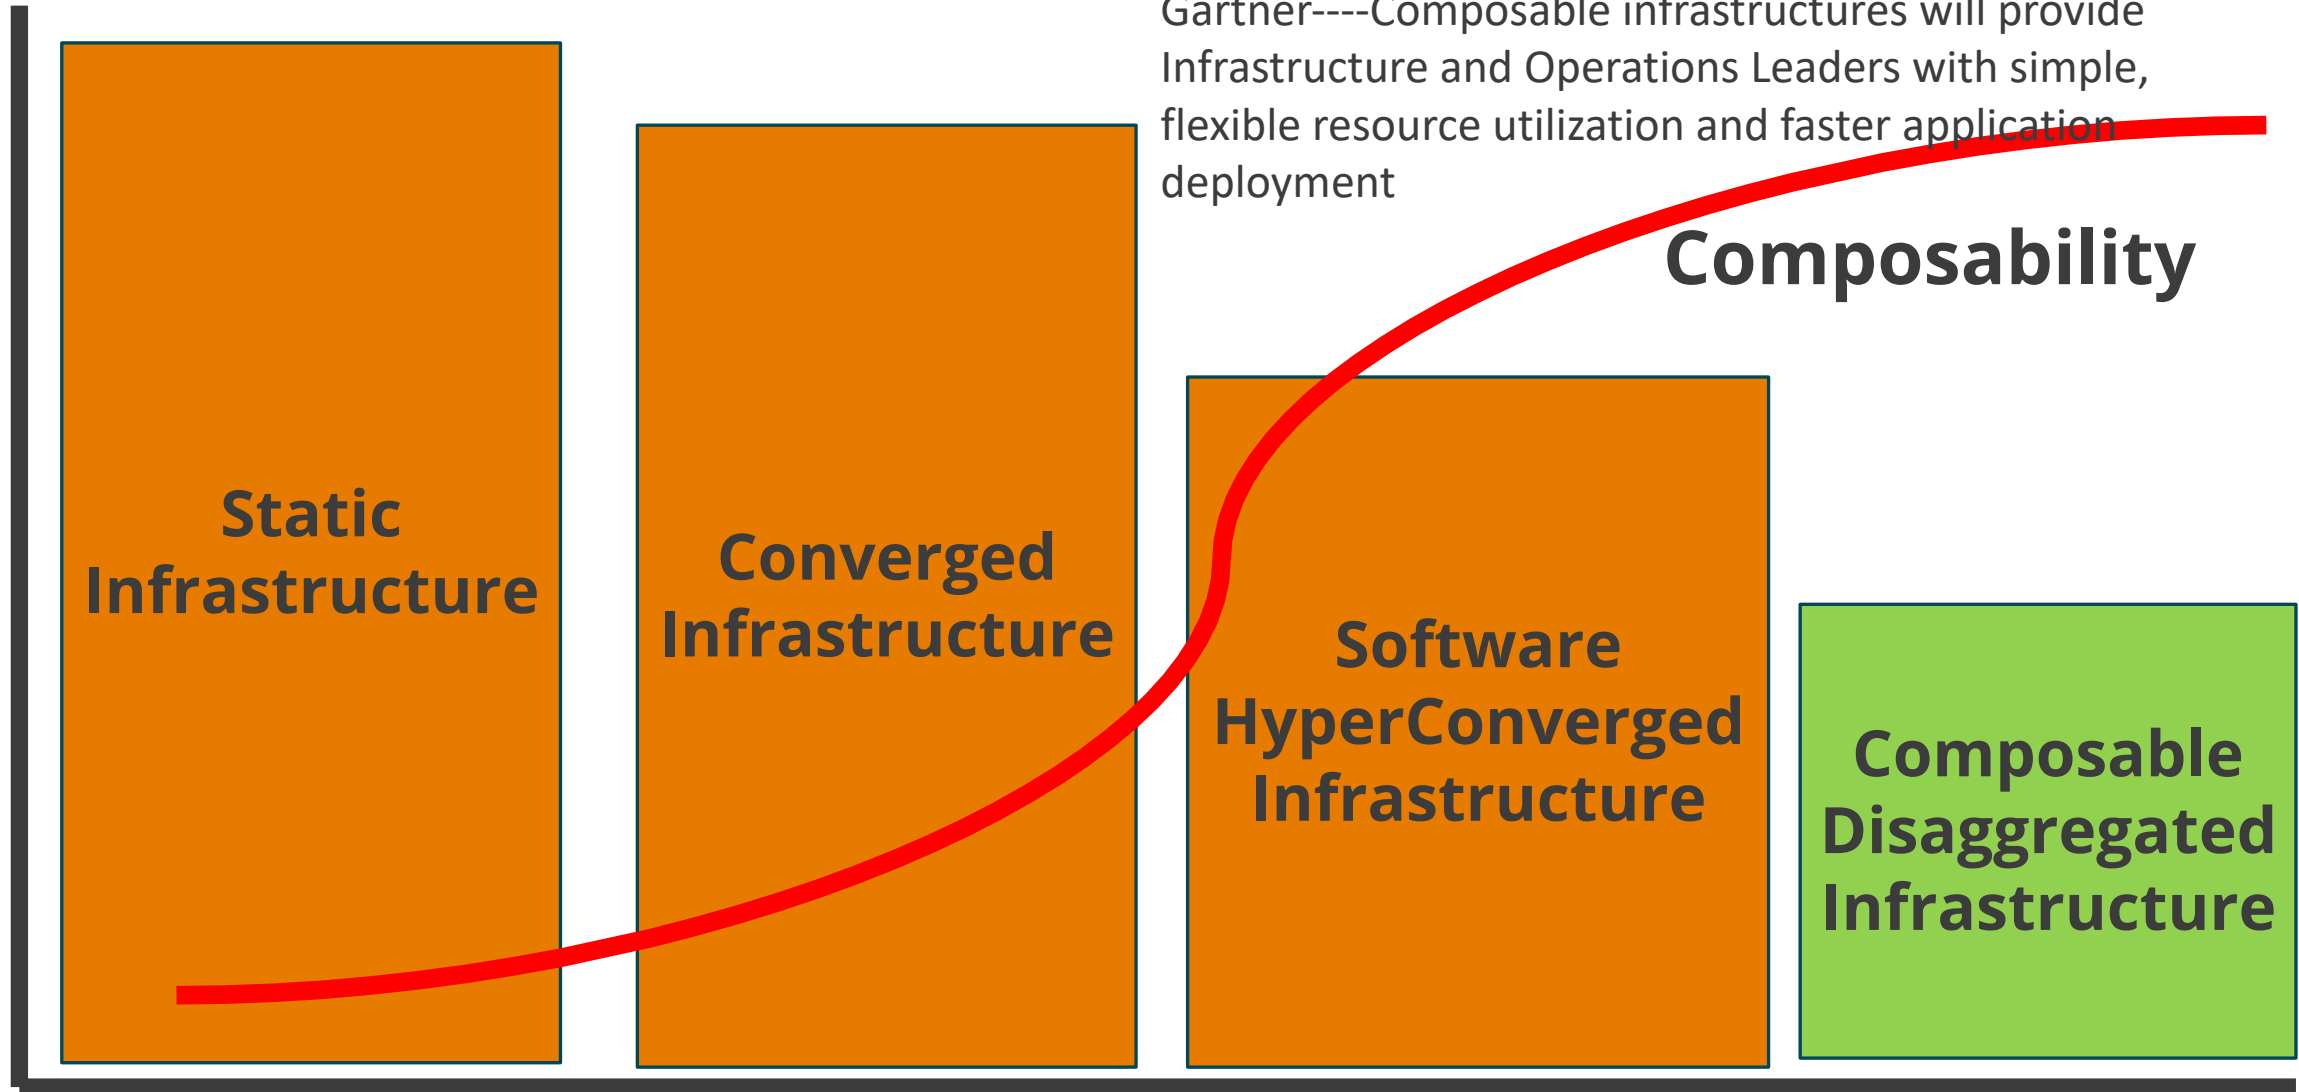 Gartner----Composable infrastructures will provide
Infrastructure and Operations Leaders with simple,
flexible resource utilization and faster application
deployment
Composability
Static
Infrastructure
Converged
Infrastructure
Software
HyperConverged
Infrastructure
Composable
Disaggregated
Infrastructure